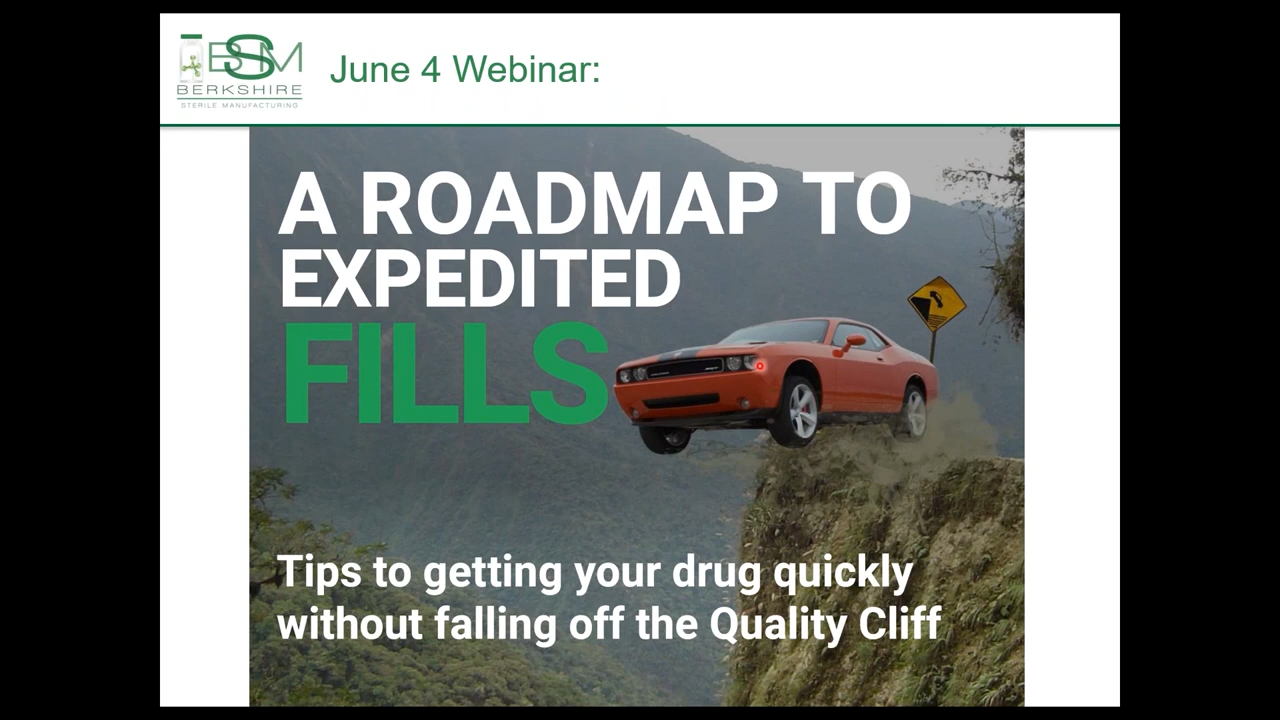 BSM
BERKSHIRE
STERILE MANUFACTURING
June 4 Webinar:
A ROADMAP TO
EXPEDITED
FILLS
Tips to getting your drug quickly
without falling off the Quality Cliff